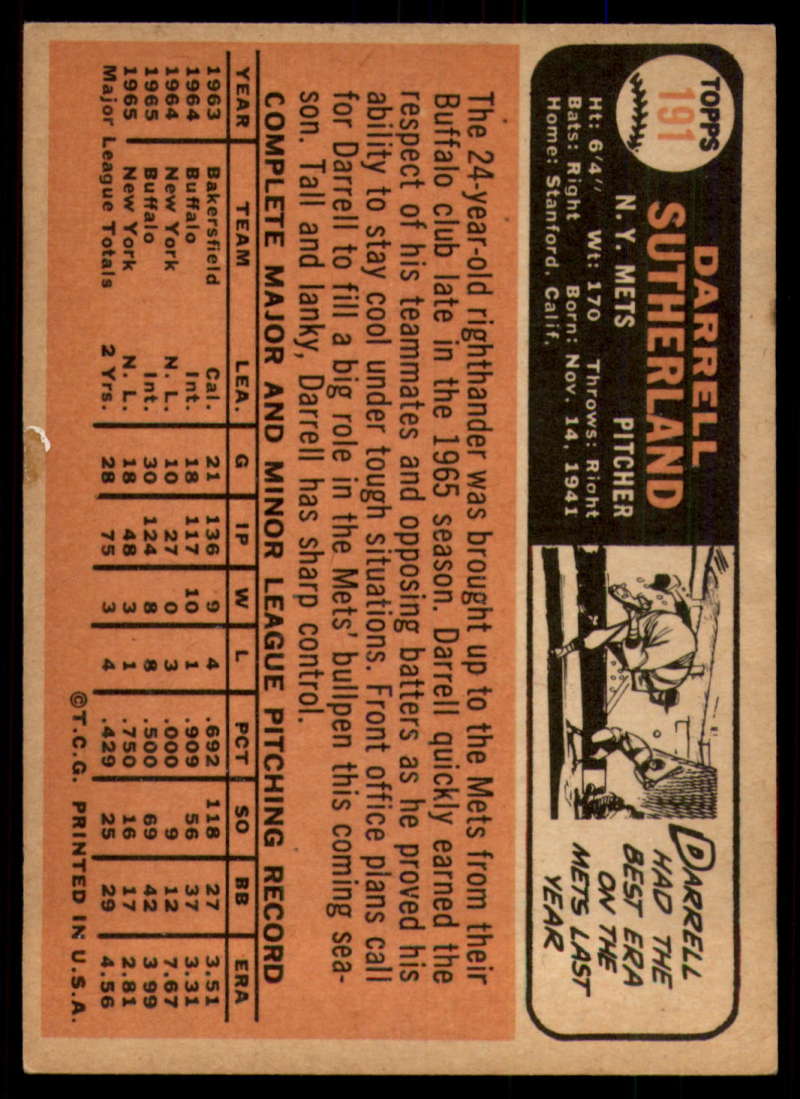 TOPPS
191
DARRELL
SUTHERLAND
N. Y. METS PITCHER
Ht: 6'4" Wt: 170 Throws: Right
Bats: Right Born: Nov. 14, 1941
Home: Stanford, Calif.
DARRELL
HAD THE
BEST ERA
ON THE
METS LAST
YEAR
The 24-year-old righthander was brought up to the Mets from their
Buffalo club late in the 1965 season. Darrell quickly earned the
respect of his teammates and opposing batters as he proved his
ability to stay cool under tough situations. Front office plans call
for Darrell to fill a big role in the Mets' bullpen this coming sea-
son. Tall and lanky, Darrell has sharp control.
COMPLETE MAJOR AND MINOR LEAGUE PITCHING RECORD
YEAR TEAM LEA. G IP W L PCT SO BB ERA
1963 Bakersfield Cal. 21 136 9 4 .692 118 27 3.51
1964 Buffalo Int. 18 117 10 1 .909 56 37 3.31
1964 New York N. L. 10 27 0 3 .000 9 12 7.67
1965 Buffalo Int. 30 124 8 8 .500 69 42 3.99
1965 New York N. L. 18 48 3 1 .750 16 17 2.81
Major League Totals 2 Yrs. 28 75 3 4 .429 25 29 4.56
©T.C.G. PRINTED IN U.S.A.